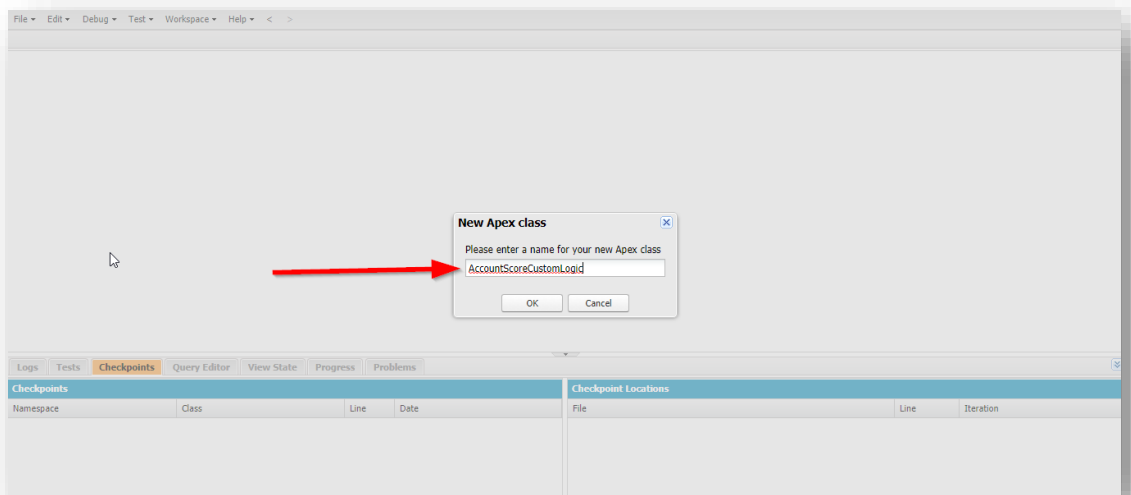 File Edit Debug Test Workspace Help < >
New Apex class
Please enter a name for your new Apex class
AccountScoreCustomLogic
OK Cancel
Logs Tests Checkpoints Query Editor View State Progress Problems
Checkpoints Checkpoint Locations
Namespace Class Line Date File Line Iteration